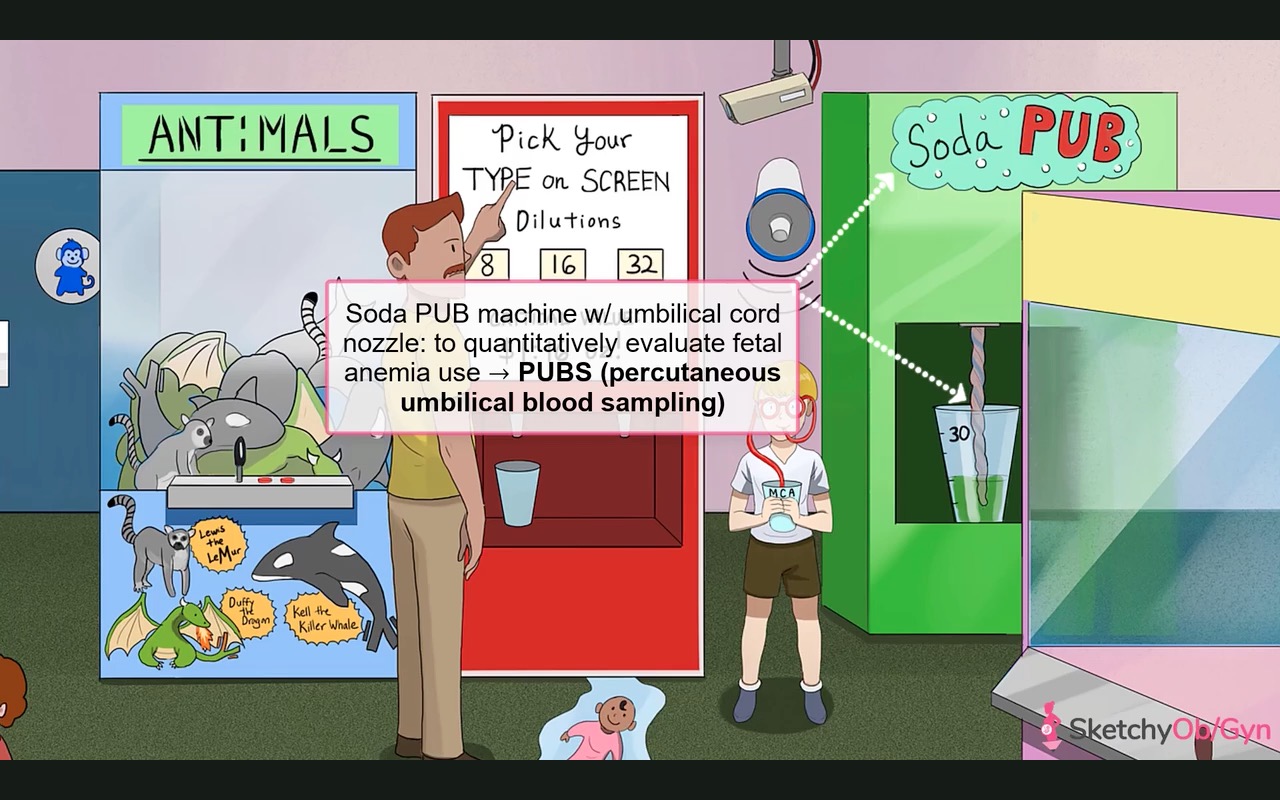 ANTIMALS
Pick Your
TYPE on SCREEN
Dilutions
8 16 32
Soda PUB
Soda PUB machine w/ umbilical cord
nozzle: to quantitatively evaluate fetal
anemia use → PUBS (percutaneous
umbilical blood sampling)
30
MCA
Lewis
the
LeMur
Duffy
the
Dragon
Kell the
Killer Whale
SketchyOb/Gyn